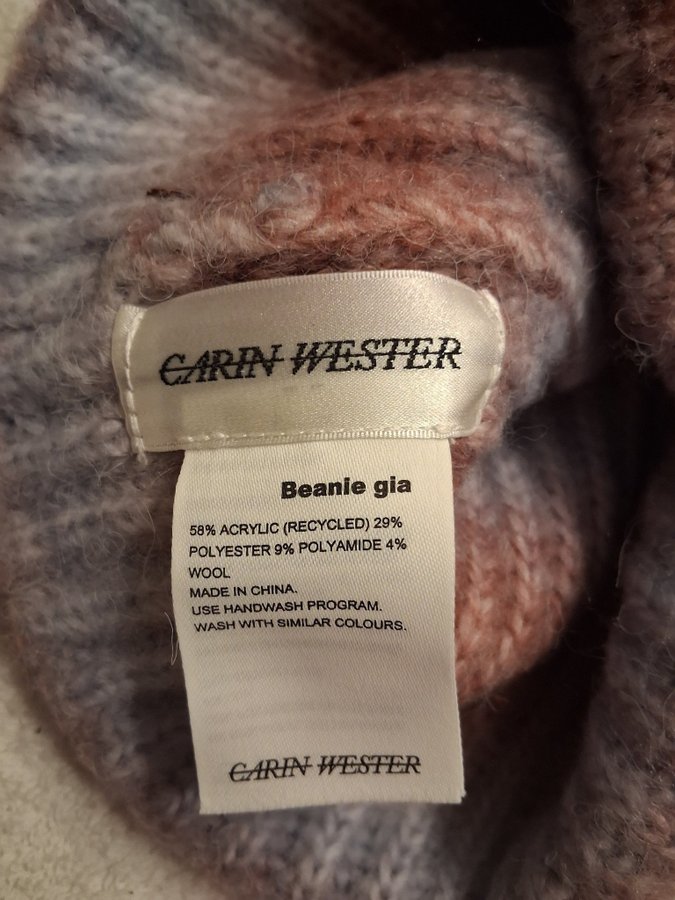 CARIN WESTER
Beanie gia
58% ACRYLIC (RECYCLED) 29%
POLYESTER 9% POLYAMIDE 4%
WOOL
MADE IN CHINA.
USE HANDWASH PROGRAM.
WASH WITH SIMILAR COLOURS.
CARIN WESTER